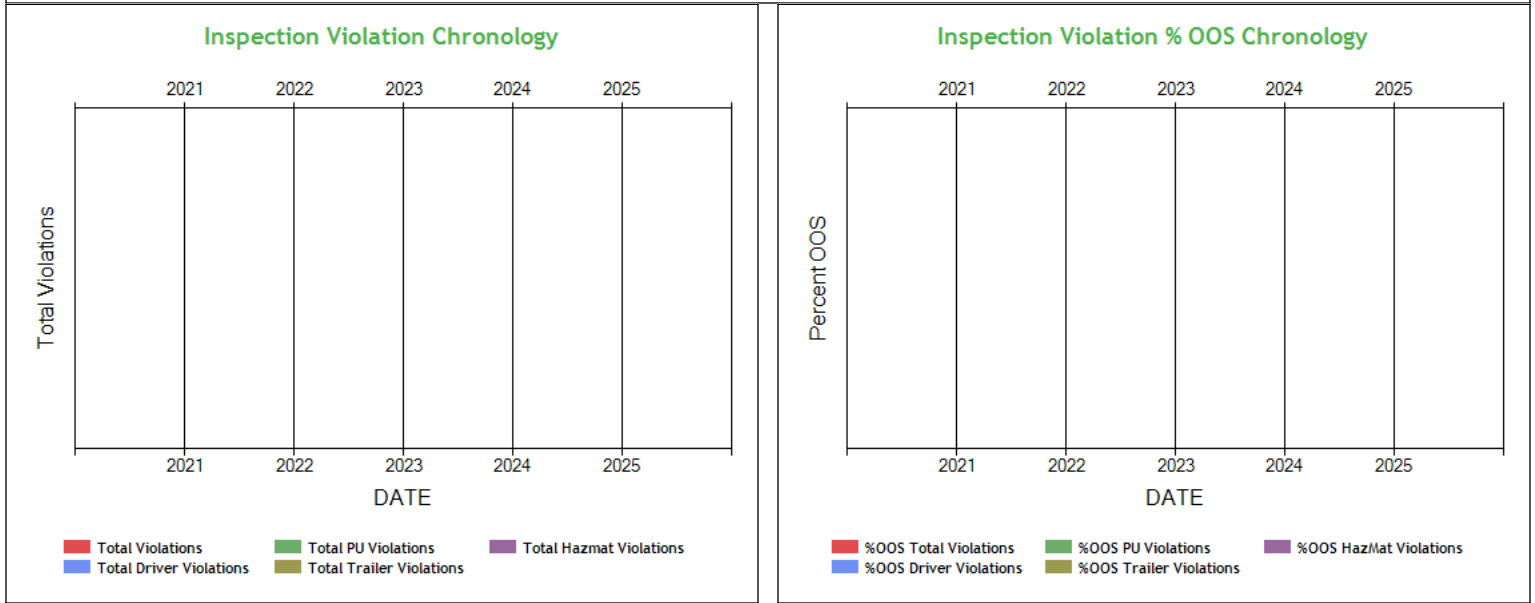 Inspection Violation Chronology
2021 2022 2023 2024 2025
Total Violations
2021 2022 2023 2024 2025
DATE
Total Violations Total PU Violations Total Hazmat Violations
Total Driver Violations Total Trailer Violations
Inspection Violation % OOS Chronology
2021 2022 2023 2024 2025
Percent OOS
2021 2022 2023 2024 2025
DATE
%OOS Total Violations %OOS PU Violations %OOS HazMat Violations
%OOS Driver Violations %OOS Trailer Violations